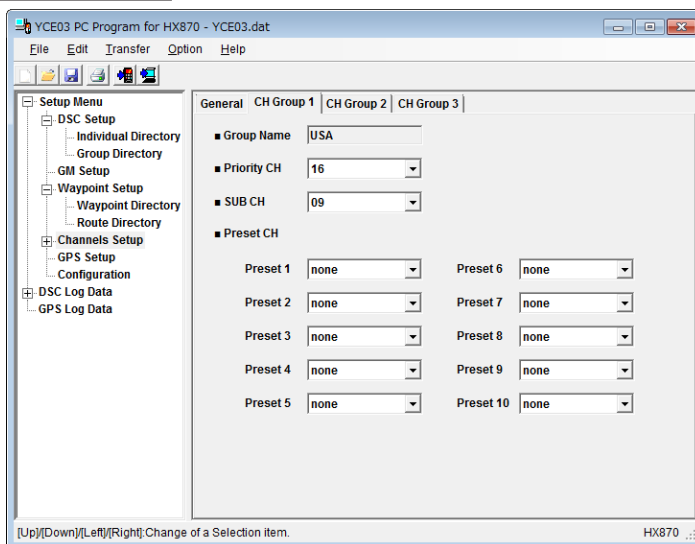 YCE03 PC Program for HX870 - YCE03.dat
File Edit Transfer Option Help
Setup Menu
DSC Setup
Individual Directory
Group Directory
GM Setup
Waypoint Setup
Waypoint Directory
Route Directory
Channels Setup
GPS Setup
Configuration
DSC Log Data
GPS Log Data
General CH Group 1 CH Group 2 CH Group 3
Group Name USA
Priority CH 16
SUB CH 09
Preset CH
Preset 1 none Preset 6 none
Preset 2 none Preset 7 none
Preset 3 none Preset 8 none
Preset 4 none Preset 9 none
Preset 5 none Preset 10 none
[Up]/[Down]/[Left]/[Right]:Change of a Selection item. HX870